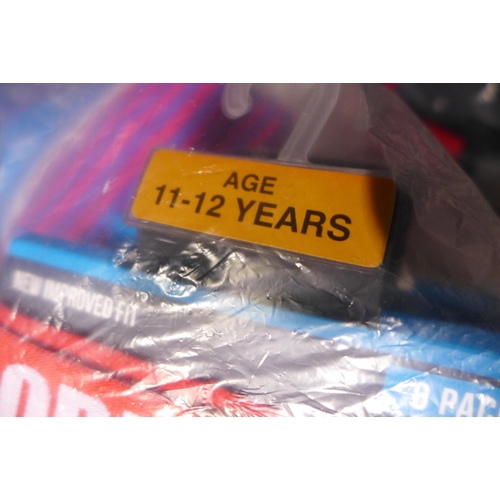 AGE
11-12 YEARS
NEW IMPROVED FIT